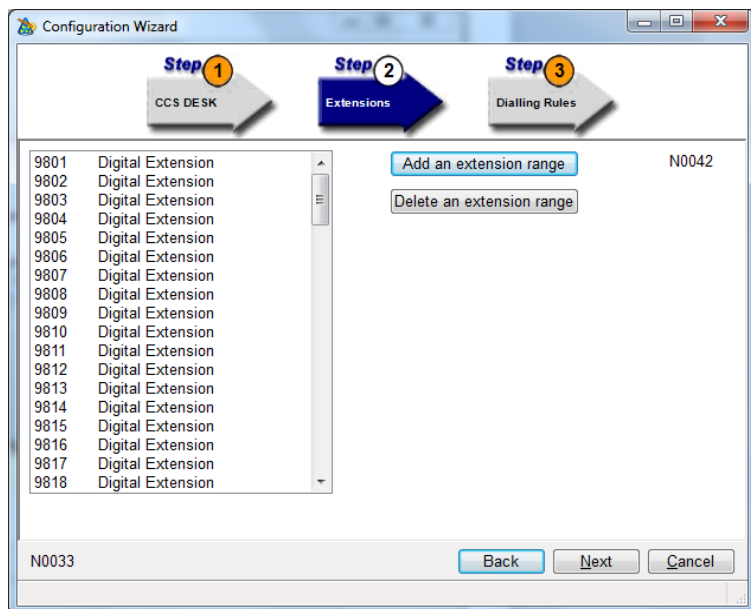 Configuration Wizard
Step 1
CCS DESK
Step 2
Extensions
Step 3
Dialling Rules
9801 Digital Extension
9802 Digital Extension
9803 Digital Extension
9804 Digital Extension
9805 Digital Extension
9806 Digital Extension
9807 Digital Extension
9808 Digital Extension
9809 Digital Extension
9810 Digital Extension
9811 Digital Extension
9812 Digital Extension
9813 Digital Extension
9814 Digital Extension
9815 Digital Extension
9816 Digital Extension
9817 Digital Extension
9818 Digital Extension
Add an extension range
N0042
Delete an extension range
N0033
Back
Next
Cancel